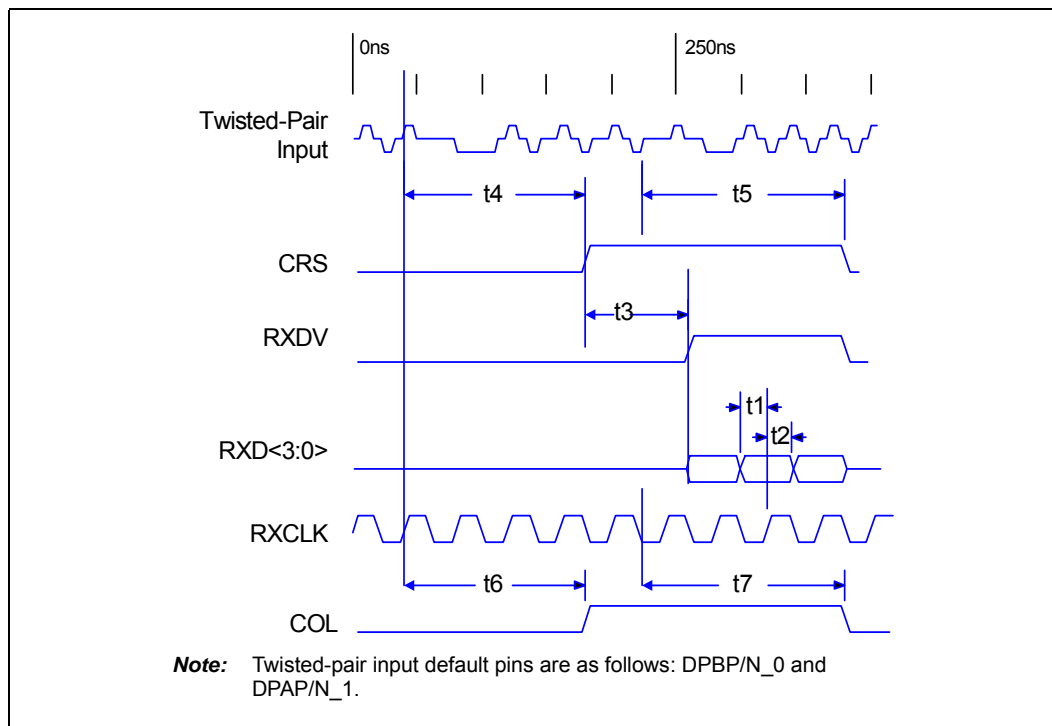 0ns
250ns
Twisted-Pair
Input
t4
t5
CRS
t3
RXDV
t1
t2
RXD<3:0>
RXCLK
t6
t7
COL
Note: Twisted-pair input default pins are as follows: DPBP/N_0 and
DPAP/N_1.